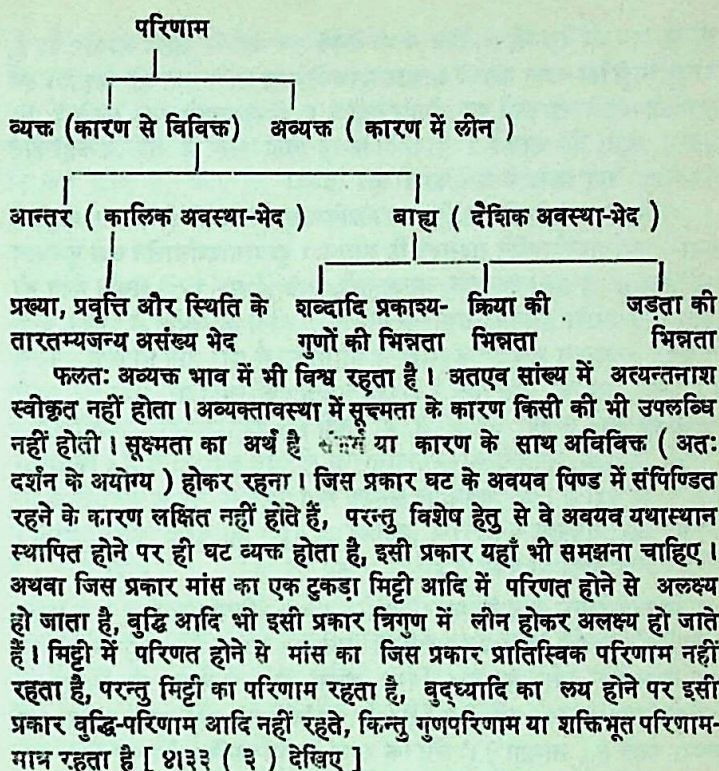 परिणाम
व्यक्त (कारण से विविक्त) अव्यक्त ( कारण में लीन )
आन्तर ( कालिक अवस्था-भेद ) बाह्य ( दैशिक अवस्था-भेद )
प्रख्या, प्रवृत्ति और स्थिति के शब्दादि प्रकाश्य- क्रिया की जड़ता की
तारतम्यजन्य असंख्य भेद गुणों की भिन्नता भिन्नता भिन्नता
फलतः अव्यक्त भाव में भी विश्व रहता है । अतएव सांख्य में अत्यन्तनाश
स्वीकृत नहीं होता । अव्यक्तावस्था में सूक्ष्मता के कारण किसी की भी उपलब्धि
नहीं होती । सूक्ष्मता का अर्थ है संसर्ग या कारण के साथ अविविक्त ( अतः
दर्शन के अयोग्य ) होकर रहना । जिस प्रकार घट के अवयव पिण्ड में संपिण्डित
रहने के कारण लक्षित नहीं होते हैं, परन्तु विशेष हेतु से वे अवयव यथास्थान
स्थापित होने पर ही घट व्यक्त होता है, इसी प्रकार यहाँ भी समझना चाहिए ।
अथवा जिस प्रकार मांस का एक टुकड़ा मिट्टी आदि में परिणत होने से अलक्ष्य
हो जाता है, बुद्धि आदि भी इसी प्रकार त्रिगुण में लीन होकर अलक्ष्य हो जाते
हैं । मिट्टी में परिणत होने से मांस का जिस प्रकार प्रातिस्विक परिणाम नहीं
रहता है, परन्तु मिट्टी का परिणाम रहता है, बुद्ध्यादि का लय होने पर इसी
प्रकार बुद्धि-परिणाम आदि नहीं रहते, किन्तु गुणपरिणाम या शक्तिभूत परिणाम-
मात्र रहता है [ ४।३३ ( ३ ) देखिए ]